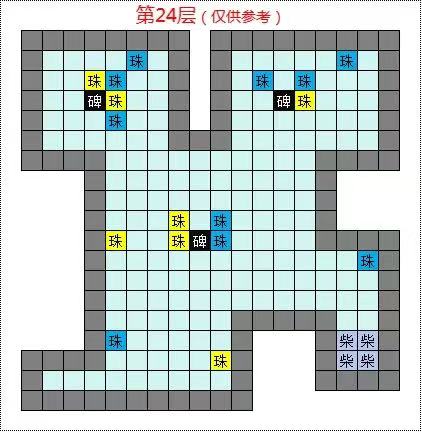 第24层（仅供参考）
珠 珠
珠 珠 珠 珠
碑 珠 碑 珠
珠
珠 珠
珠 珠 碑 珠
珠
珠 柴 柴
珠 柴 柴